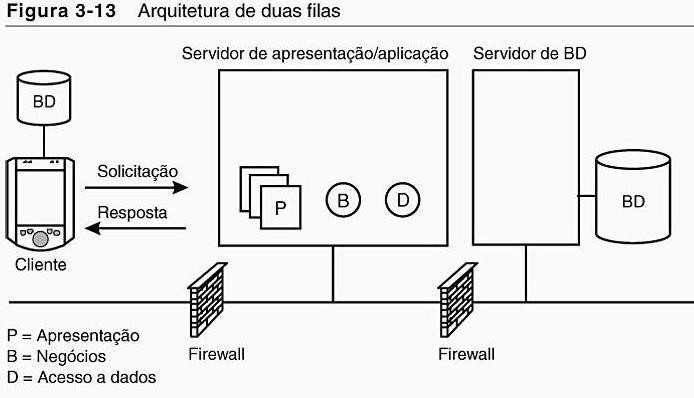 Figura 3-13 Arquitetura de duas filas
Servidor de apresentação/aplicação
Servidor de BD
BD
Solicitação
Resposta
Cliente
P
B
D
BD
Firewall
Firewall
P = Apresentação
B = Negócios
D = Acesso a dados